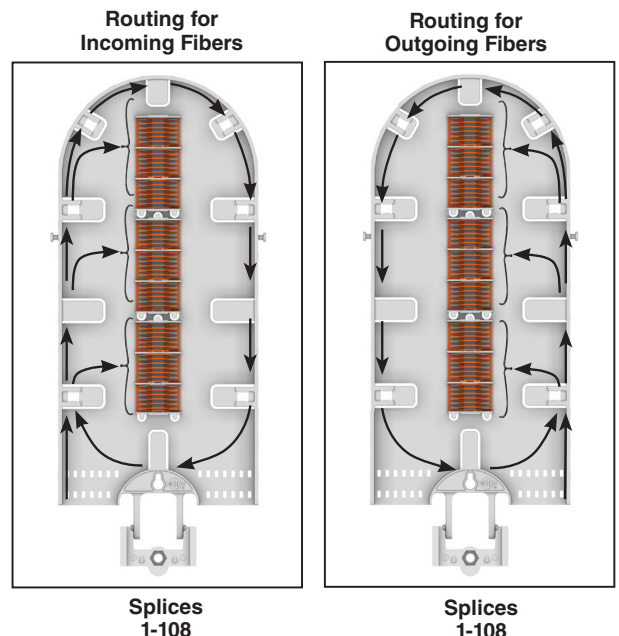 Routing for
Incoming Fibers
Routing for
Outgoing Fibers
Splices
1-108
Splices
1-108